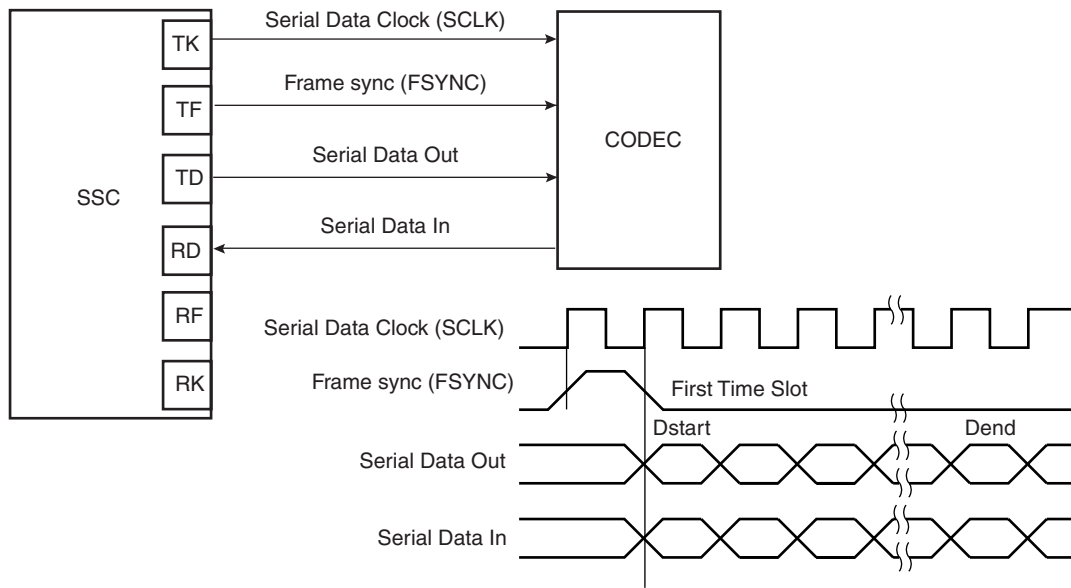 SSC
TK
TF
TD
RD
RF
RK
Serial Data Clock (SCLK)
Frame sync (FSYNC)
Serial Data Out
Serial Data In
CODEC
Serial Data Clock (SCLK)
Frame sync (FSYNC)
First Time Slot
Dstart
Dend
Serial Data Out
Serial Data In